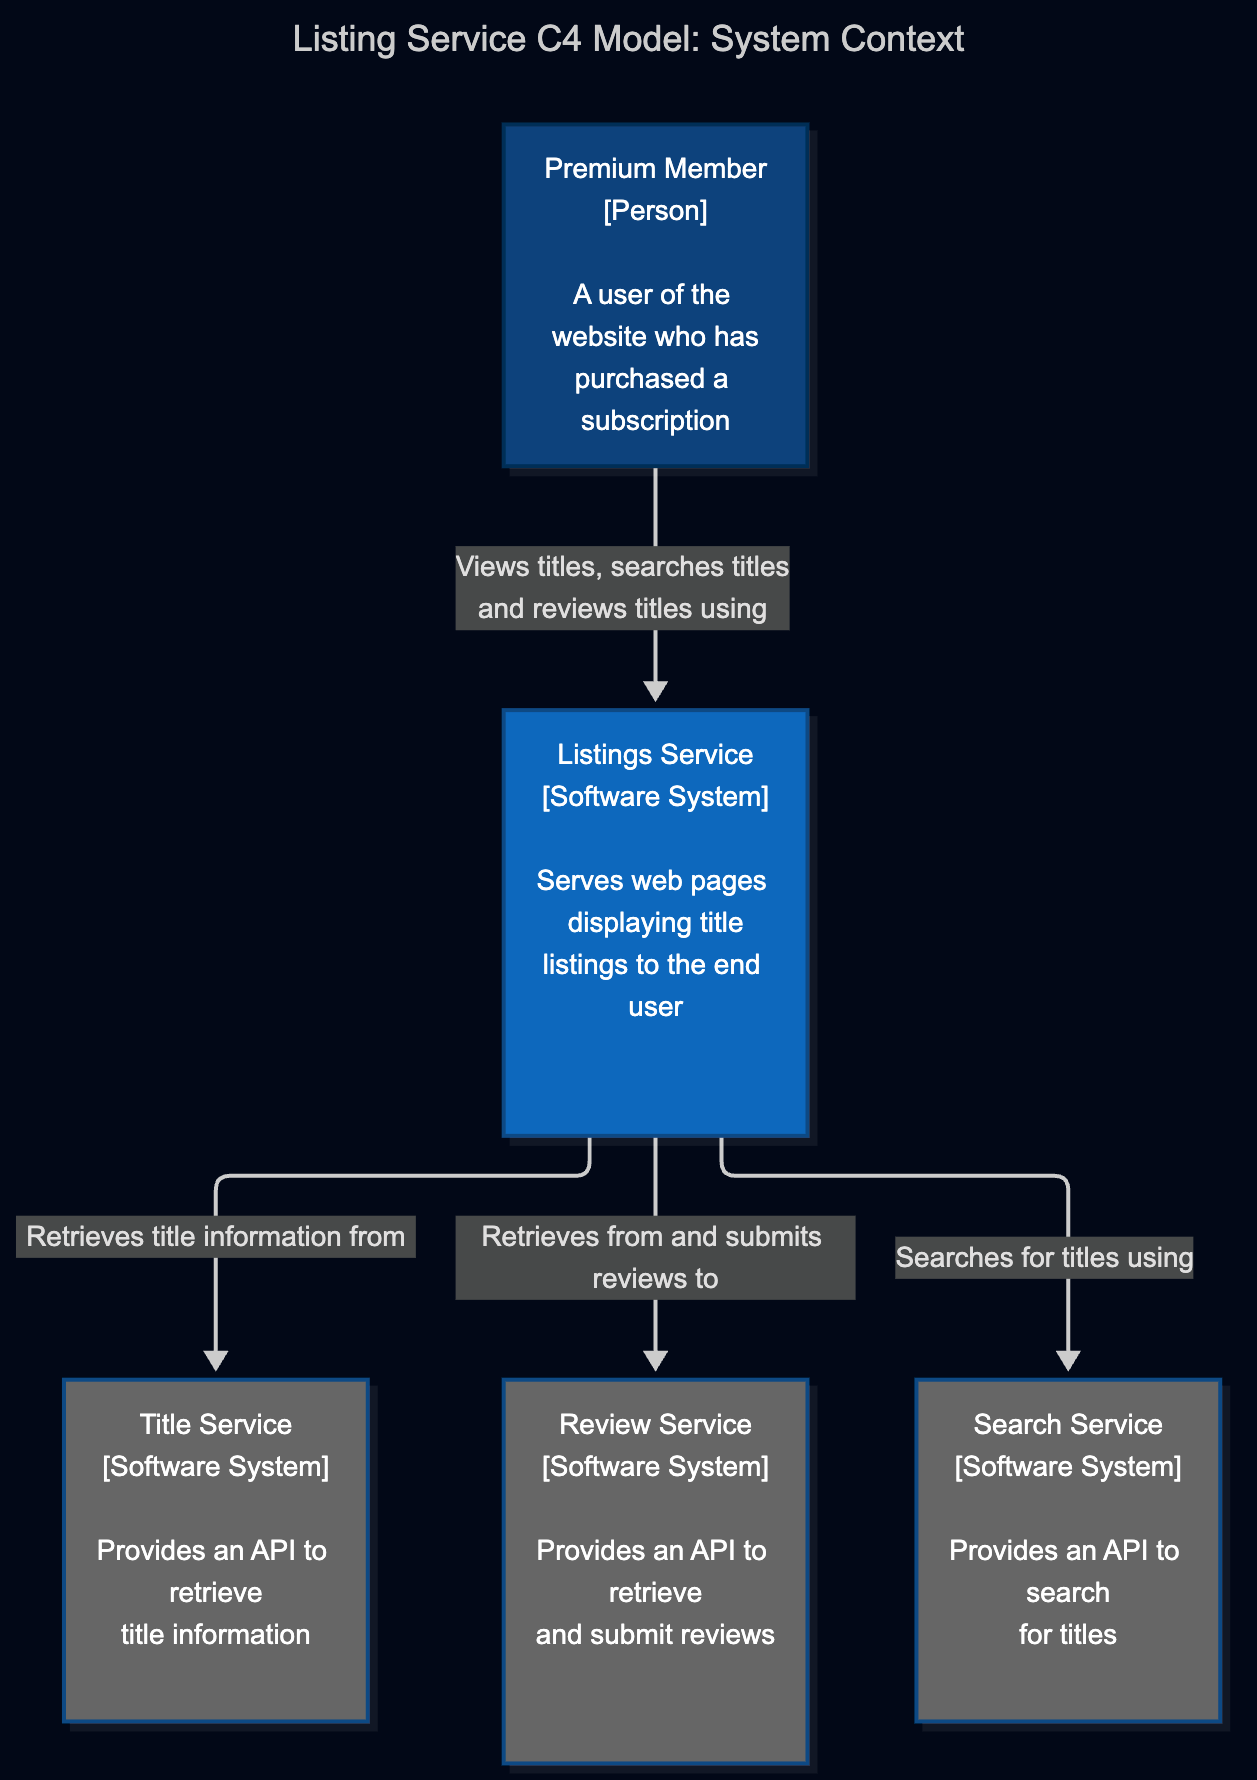 Listing Service C4 Model: System Context
Premium Member
[Person]
A user of the
website who has
purchased a
subscription
Views titles, searches titles
and reviews titles using
Listings Service
[Software System]
Serves web pages
displaying title
listings to the end
user
Retrieves title information from
Retrieves from and submits
reviews to
Searches for titles using
Title Service
[Software System]
Provides an API to
retrieve
title information
Review Service
[Software System]
Provides an API to
retrieve
and submit reviews
Search Service
[Software System]
Provides an API to
search
for titles